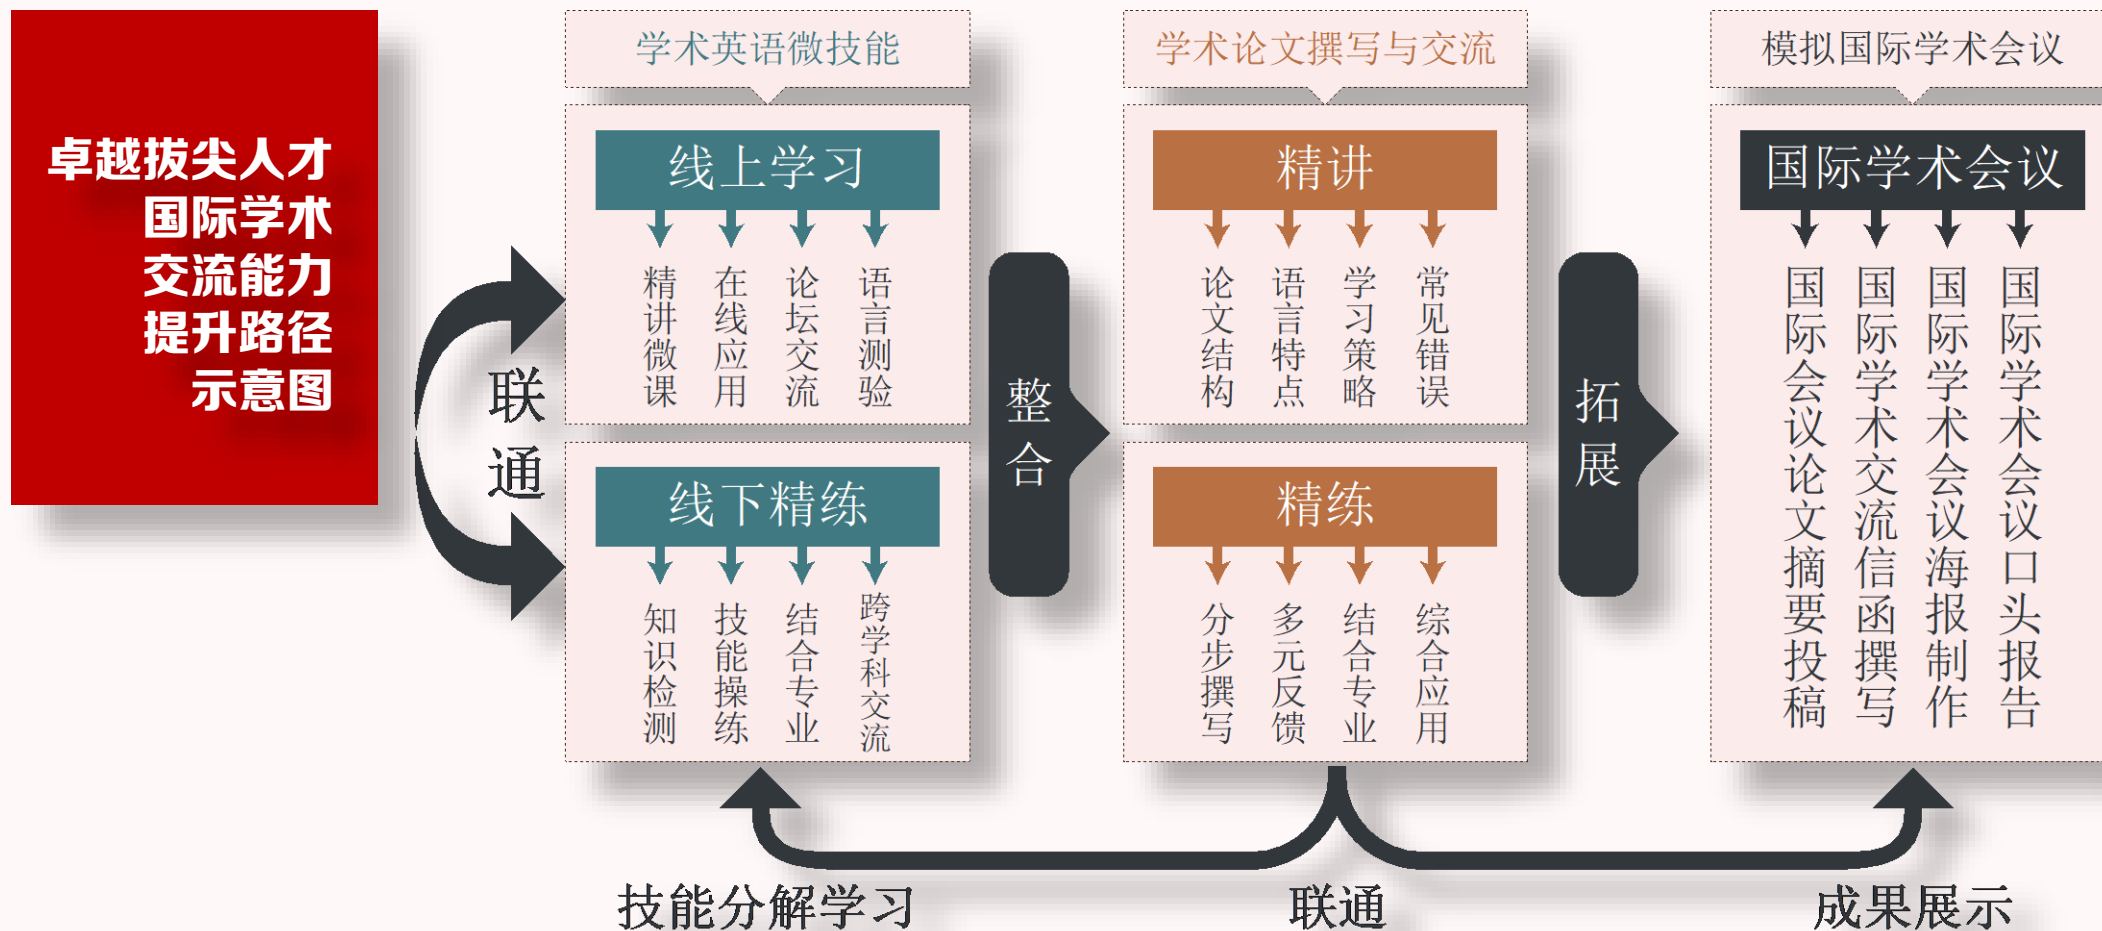 卓越拔尖人才
国际学术
交流能力
提升路径
示意图
联通
学术英语微技能
线上学习
精讲微课
在线应用
论坛交流
语言测验
线下精练
知识检测
技能操练
结合专业
跨学科交流
整合
学术论文撰写与交流
精讲
论文结构
语言特点
学习策略
常见错误
精练
分步撰写
多元反馈
结合专业
综合应用
拓展
模拟国际学术会议
国际学术会议
国际会议论文摘要投稿
国际学术交流信函撰写
国际学术会议海报制作
国际学术会议口头报告
技能分解学习
联通
成果展示